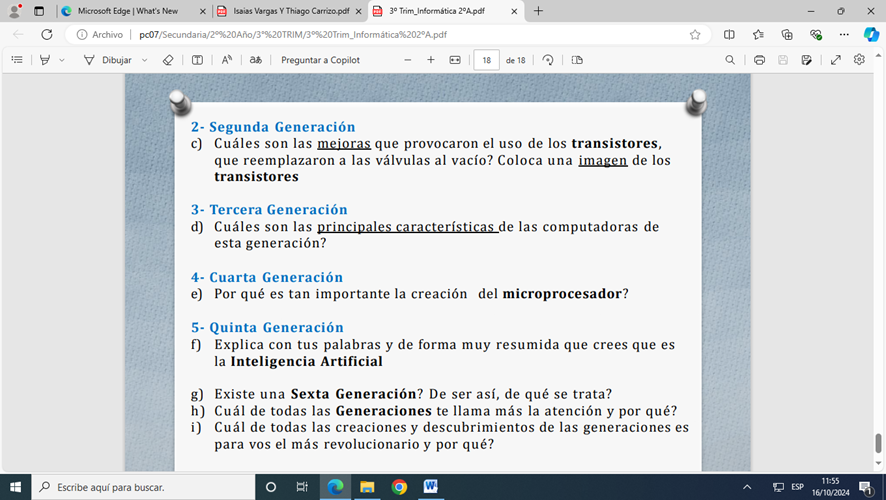 Microsoft Edge | What's New
Isaias Vargas Y Thiago Carrizo.pdf
3º Trim_Informática 2ºA.pdf
Archivo | pc07/Secundaria/2º%20Año/3º%20TRIM/3º%20Trim_Informática%202ºA.pdf
Dibujar
aあ
Preguntar a Copilot
18
de 18
2- Segunda Generación
c) Cuáles son las mejoras que provocaron el uso de los transistores,
que reemplazaron a las válvulas al vacío? Coloca una imagen de los
transistores
3- Tercera Generación
d) Cuáles son las principales características de las computadoras de
esta generación?
4- Cuarta Generación
e) Por qué es tan importante la creación del microprocesador?
5- Quinta Generación
f) Explica con tus palabras y de forma muy resumida que crees que es
la Inteligencia Artificial
g) Existe una Sexta Generación? De ser así, de qué se trata?
h) Cuál de todas las Generaciones te llama más la atención y por qué?
i) Cuál de todas las creaciones y descubrimientos de las generaciones es
para vos el más revolucionario y por qué?
Escribe aquí para buscar.
ESP
11:55
16/10/2024
1